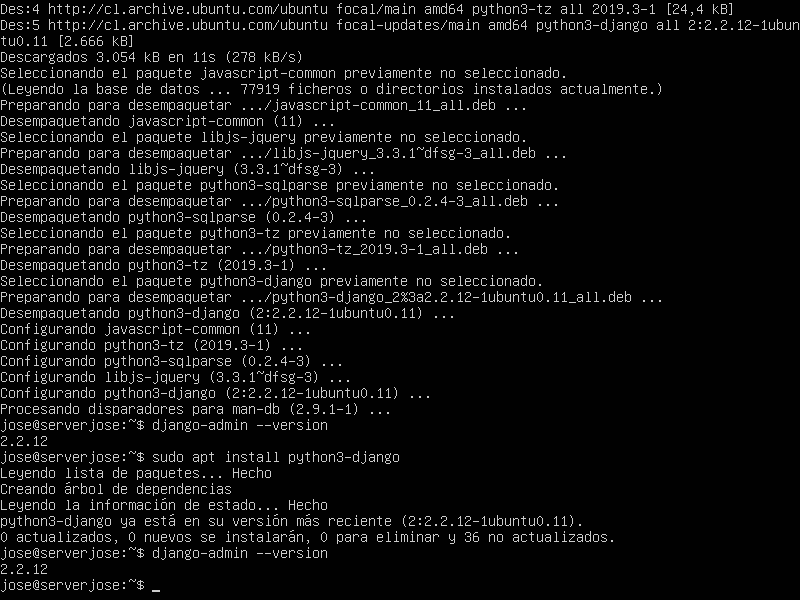 Des:4 http://cl.archive.ubuntu.com/ubuntu focal/main amd64 python3-tz all 2019.3-1 [24,4 kB]
Des:5 http://cl.archive.ubuntu.com/ubuntu focal-updates/main amd64 python3-django all 2:2.2.12-1ubun
tu0.11 [2.666 kB]
Descargados 3.054 kB en 11s (278 kB/s)
Seleccionando el paquete javascript-common previamente no seleccionado.
(Leyendo la base de datos ... 77919 ficheros o directorios instalados actualmente.)
Preparando para desempaquetar .../javascript-common_11_all.deb ...
Desempaquetando javascript-common (11) ...
Seleccionando el paquete libjs-jquery previamente no seleccionado.
Preparando para desempaquetar .../libjs-jquery_3.3.1~dfsg-3_all.deb ...
Desempaquetando libjs-jquery (3.3.1~dfsg-3) ...
Seleccionando el paquete python3-sqlparse previamente no seleccionado.
Preparando para desempaquetar .../python3-sqlparse_0.2.4-3_all.deb ...
Desempaquetando python3-sqlparse (0.2.4-3) ...
Seleccionando el paquete python3-tz previamente no seleccionado.
Preparando para desempaquetar .../python3-tz_2019.3-1_all.deb ...
Desempaquetando python3-tz (2019.3-1) ...
Seleccionando el paquete python3-django previamente no seleccionado.
Preparando para desempaquetar .../python3-django_2%3a2.2.12-1ubuntu0.11_all.deb ...
Desempaquetando python3-django (2:2.2.12-1ubuntu0.11) ...
Configurando javascript-common (11) ...
Configurando python3-tz (2019.3-1) ...
Configurando python3-sqlparse (0.2.4-3) ...
Configurando libjs-jquery (3.3.1~dfsg-3) ...
Configurando python3-django (2:2.2.12-1ubuntu0.11) ...
Procesando disparadores para man-db (2.9.1-1) ...
jose@serverjose:~$ django-admin --version
2.2.12
jose@serverjose:~$ sudo apt install python3-django
Leyendo lista de paquetes... Hecho
Creando árbol de dependencias
Leyendo la información de estado... Hecho
python3-django ya está en su versión más reciente (2:2.2.12-1ubuntu0.11).
0 actualizados, 0 nuevos se instalarán, 0 para eliminar y 36 no actualizados.
jose@serverjose:~$ django-admin --version
2.2.12
jose@serverjose:~$ _